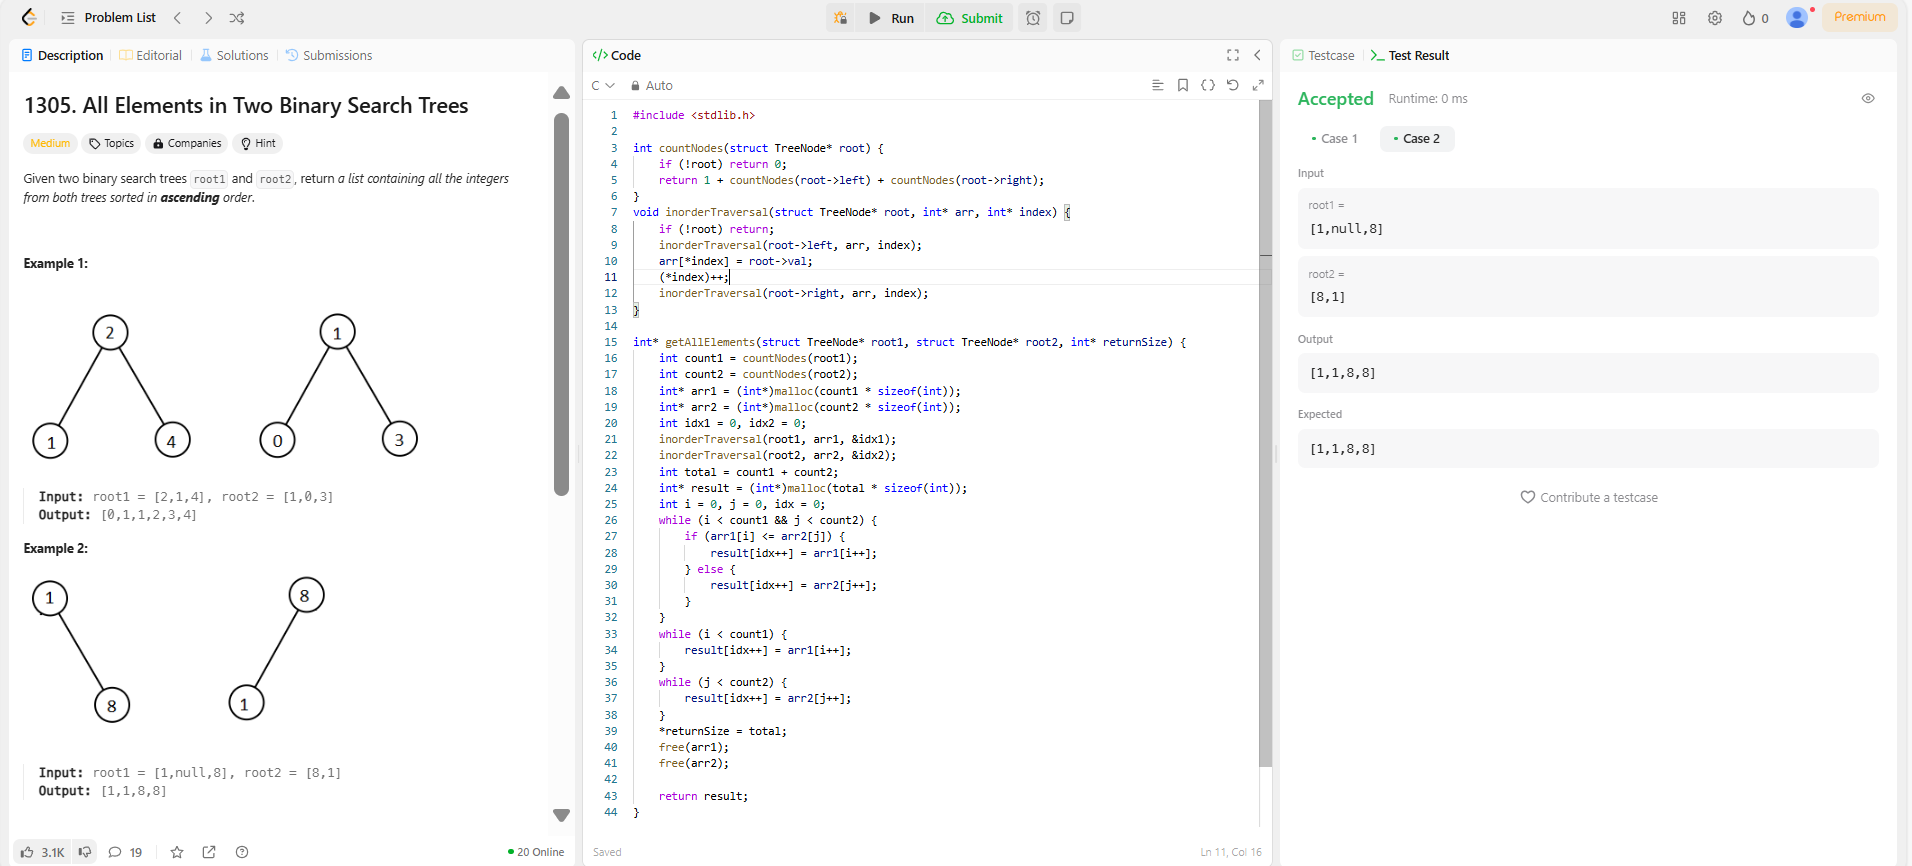 Problem List
Run
Submit
0
Premium
Description
Editorial
Solutions
Submissions
1305. All Elements in Two Binary Search Trees
Medium
Topics
Companies
Hint
Given two binary search trees root1 and root2, return a list containing all the integers
from both trees sorted in ascending order.
Example 1:
2
1
4
1
0
3
Input: root1 = [2,1,4], root2 = [1,0,3]
Output: [0,1,1,2,3,4]
Example 2:
1
8
8
1
Input: root1 = [1,null,8], root2 = [8,1]
Output: [1,1,8,8]
3.1K
19
20 Online
</> Code
C
Auto
1 #include <stdlib.h>
2
3 int countNodes(struct TreeNode* root) {
4     if (!root) return 0;
5     return 1 + countNodes(root->left) + countNodes(root->right);
6 }
7 void inorderTraversal(struct TreeNode* root, int* arr, int* index) {
8     if (!root) return;
9     inorderTraversal(root->left, arr, index);
10     arr[*index] = root->val;
11     (*index)++;
12     inorderTraversal(root->right, arr, index);
13 }
14
15 int* getAllElements(struct TreeNode* root1, struct TreeNode* root2, int* returnSize) {
16     int count1 = countNodes(root1);
17     int count2 = countNodes(root2);
18     int* arr1 = (int*)malloc(count1 * sizeof(int));
19     int* arr2 = (int*)malloc(count2 * sizeof(int));
20     int idx1 = 0, idx2 = 0;
21     inorderTraversal(root1, arr1, &idx1);
22     inorderTraversal(root2, arr2, &idx2);
23     int total = count1 + count2;
24     int* result = (int*)malloc(total * sizeof(int));
25     int i = 0, j = 0, idx = 0;
26     while (i < count1 && j < count2) {
27         if (arr1[i] <= arr2[j]) {
28             result[idx++] = arr1[i++];
29         } else {
30             result[idx++] = arr2[j++];
31         }
32     }
33     while (i < count1) {
34         result[idx++] = arr1[i++];
35     }
36     while (j < count2) {
37         result[idx++] = arr2[j++];
38     }
39     *returnSize = total;
40     free(arr1);
41     free(arr2);
42
43     return result;
44 }
Saved
Ln 11, Col 16
Testcase
Test Result
Accepted
Runtime: 0 ms
Case 1
Case 2
Input
root1 =
[1,null,8]
root2 =
[8,1]
Output
[1,1,8,8]
Expected
[1,1,8,8]
Contribute a testcase